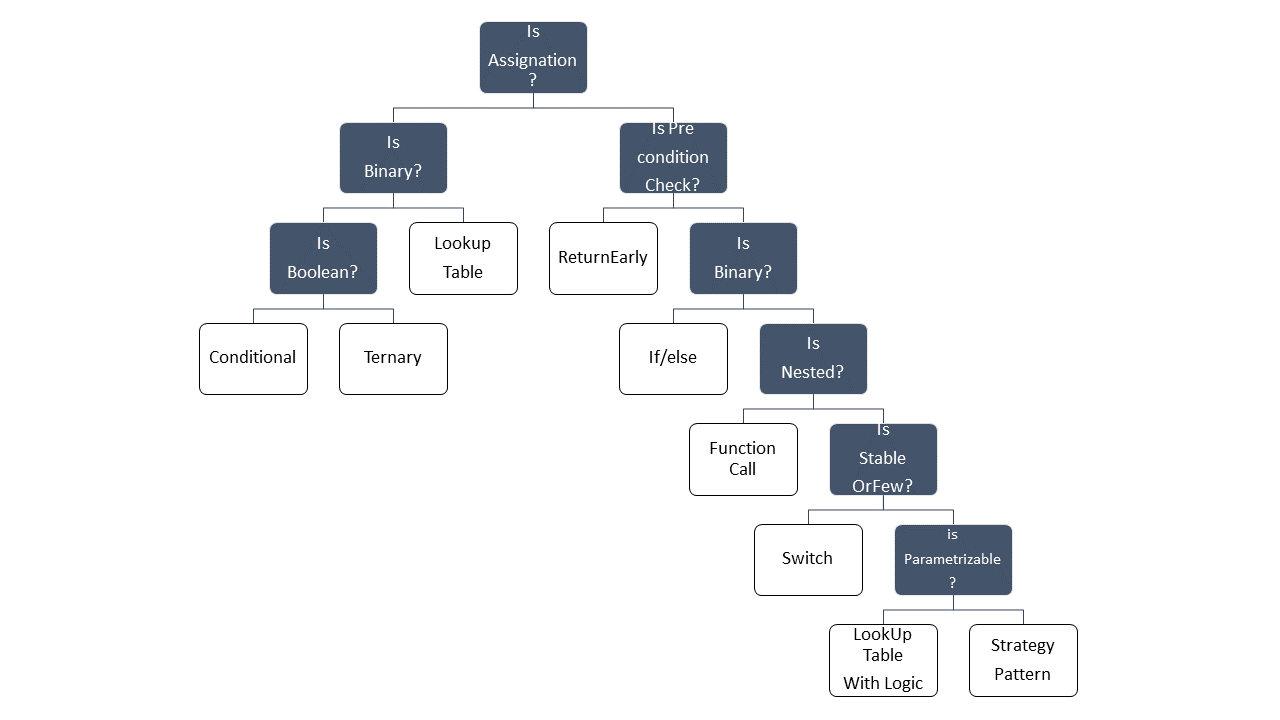 Is
Assignation
?
Is
Binary?
Is Pre
condition
Check?
Is
Boolean?
Lookup
Table
ReturnEarly
Is
Binary?
Conditional
Ternary
If/else
Is
Nested?
Function
Call
Is
Stable
OrFew?
Switch
is
Parametrizable
?
LookUp
Table
With Logic
Strategy
Pattern